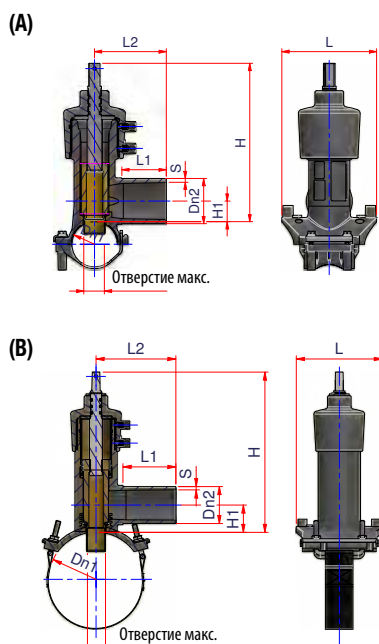 (A)
L2
L
H
L1
S
Dn2
H1
Отверстие макс.
(B)
L2
L
H
L1
S
Dn2
H1
Dn1
Отверстие макс.